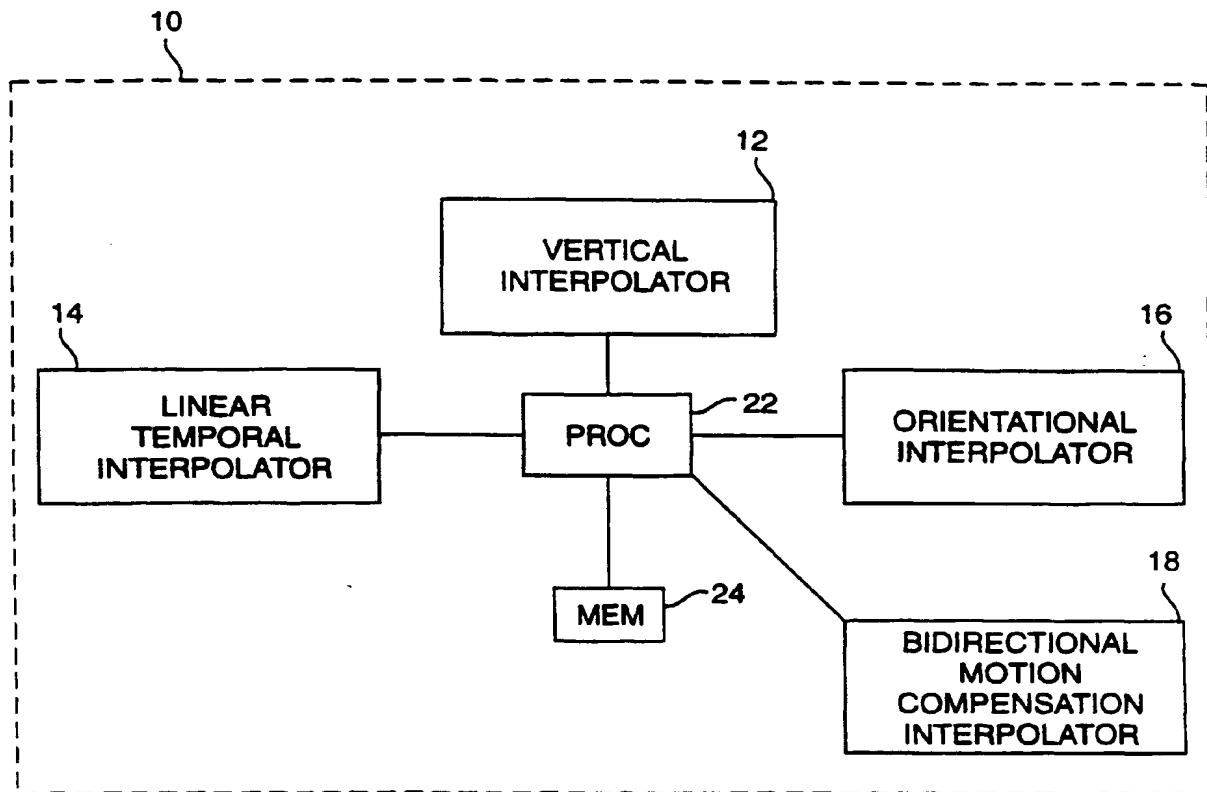 10
12
VERTICAL
INTERPOLATOR
14
LINEAR
TEMPORAL
INTERPOLATOR
22
PROC
16
ORIENTATIONAL
INTERPOLATOR
24
MEM
18
BIDIRECTIONAL
MOTION
COMPENSATION
INTERPOLATOR